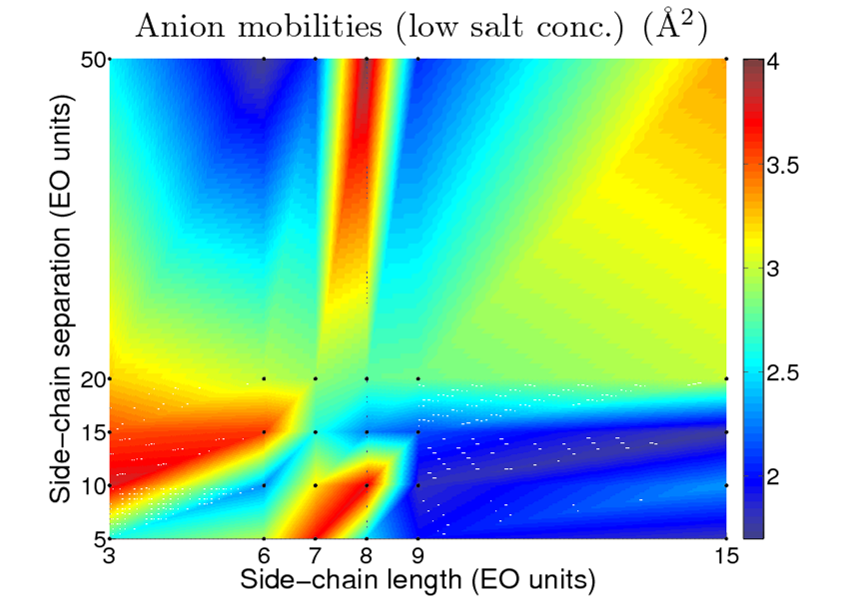 Anion mobilities (low salt conc.) (Å²)
Side−chain separation (EO units)
50
20
15
10
5
3 6 7 8 9 15
Side−chain length (EO units)
4
3.5
3
2.5
2